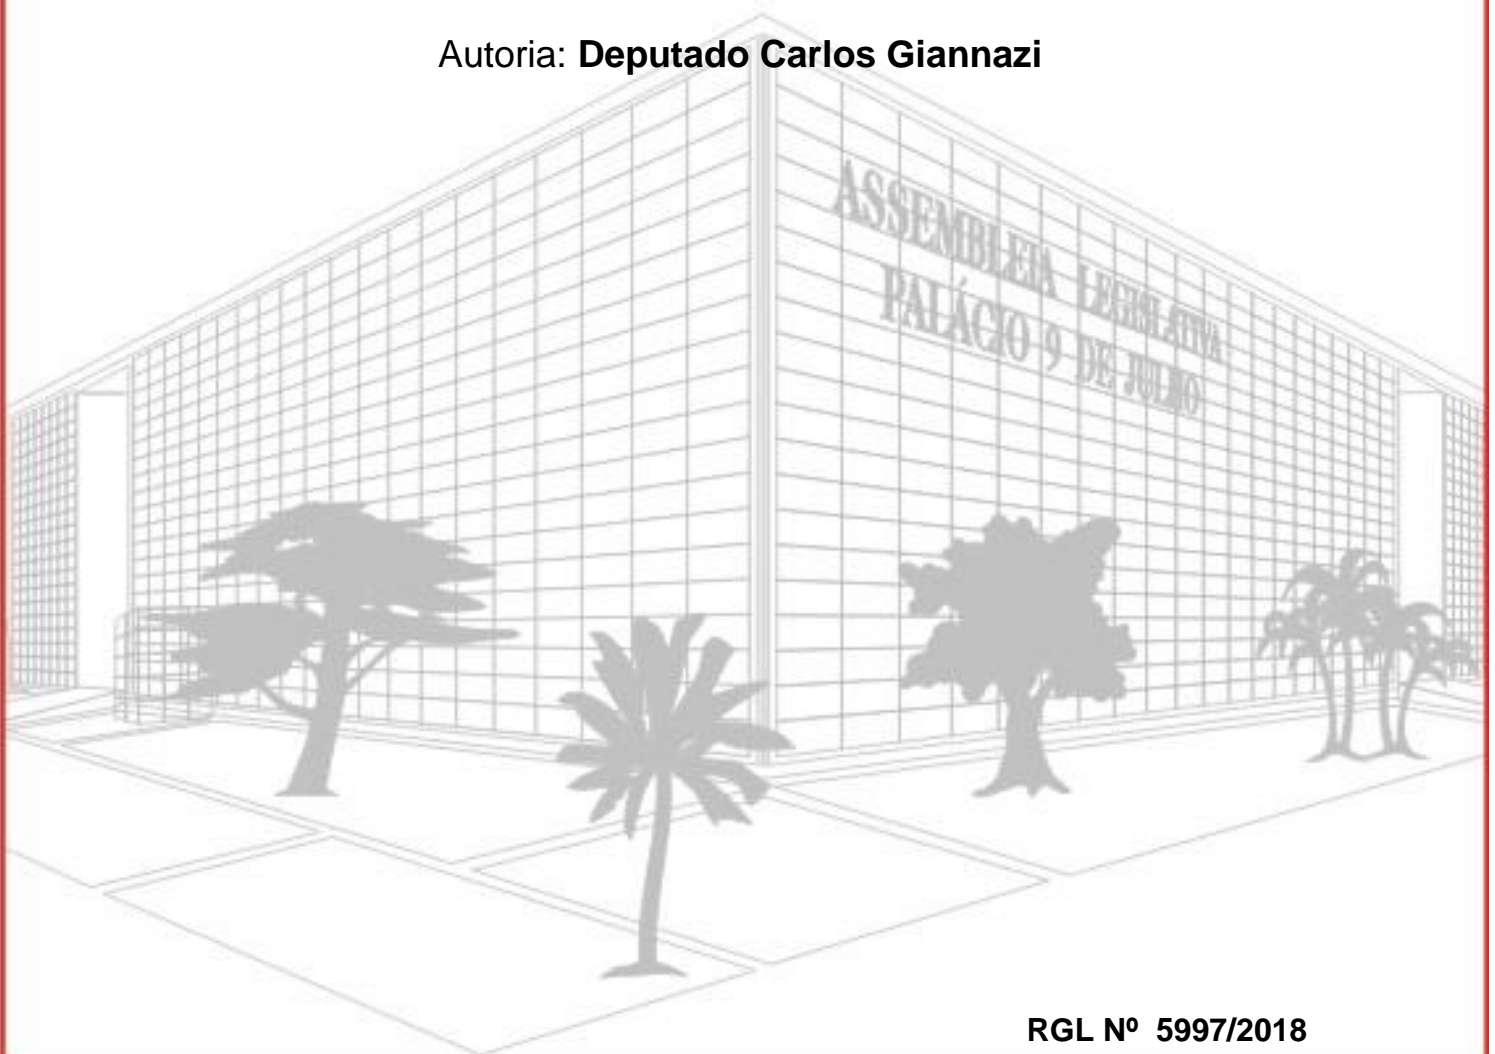 Autoria: Deputado Carlos Giannazi
ASSEMBLEIA LEGISLATIVA
PALÁCIO 9 DE JULHO
RGL Nº 5997/2018